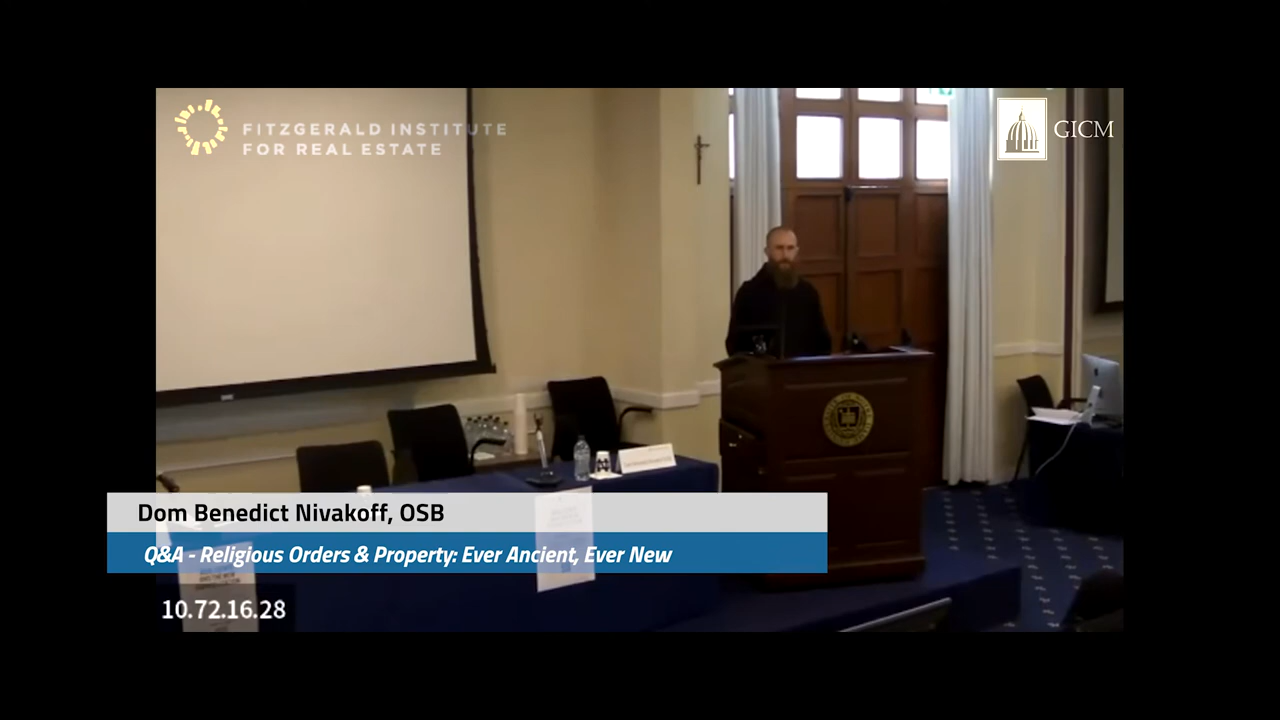 FITZGERALD INSTITUTE
FOR REAL ESTATE
GICM
Dom Benedict Nivakoff, OSB
Q&A - Religious Orders & Property: Ever Ancient, Ever New
10.72.16.28